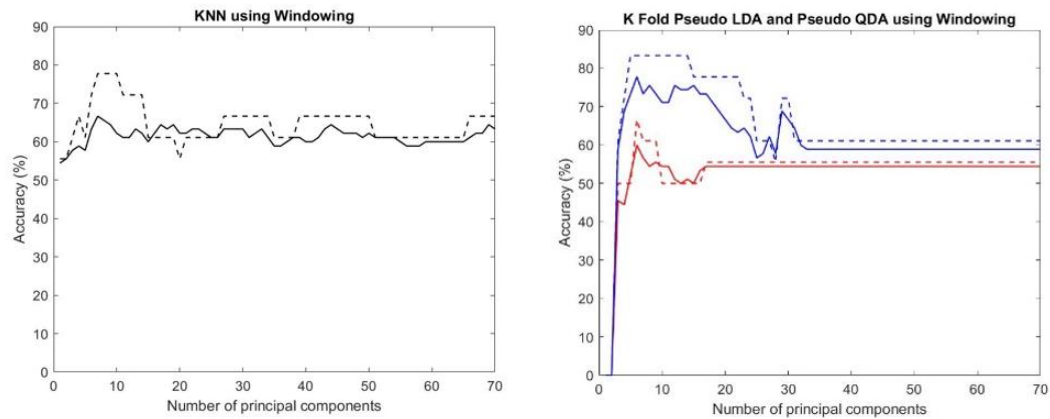 KNN using Windowing
90
80
70
60
50
40
30
20
10
0
Accuracy (%)
0 10 20 30 40 50 60 70
Number of principal components
K Fold Pseudo LDA and Pseudo QDA using Windowing
90
80
70
60
50
40
30
20
10
0
Accuracy (%)
0 10 20 30 40 50 60 70
Number of principal components